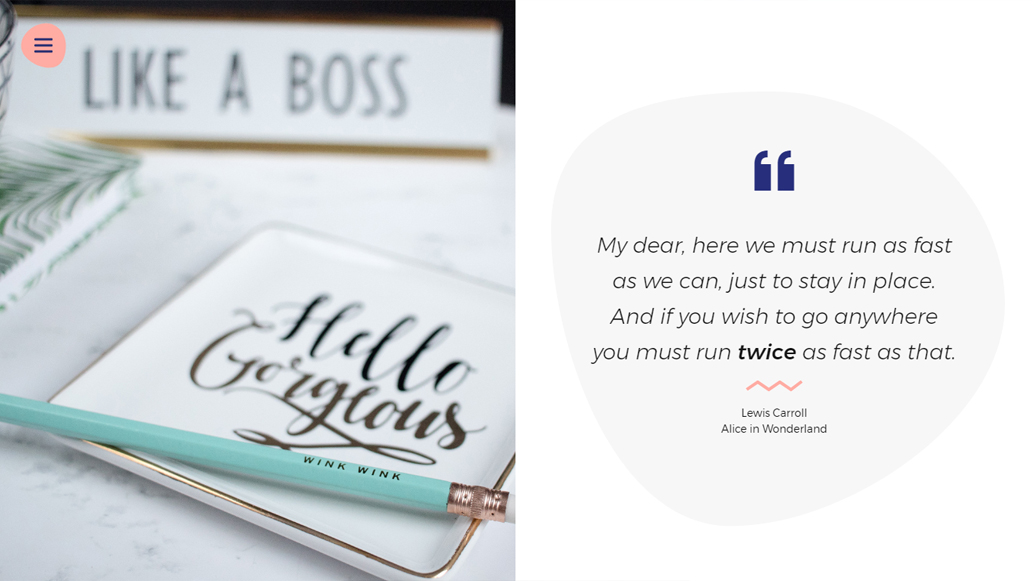 LIKE A BOSS
Hello
Gorgeous
WINK WINK
My dear, here we must run as fast
as we can, just to stay in place.
And if you wish to go anywhere
you must run twice as fast as that.
Lewis Carroll
Alice in Wonderland